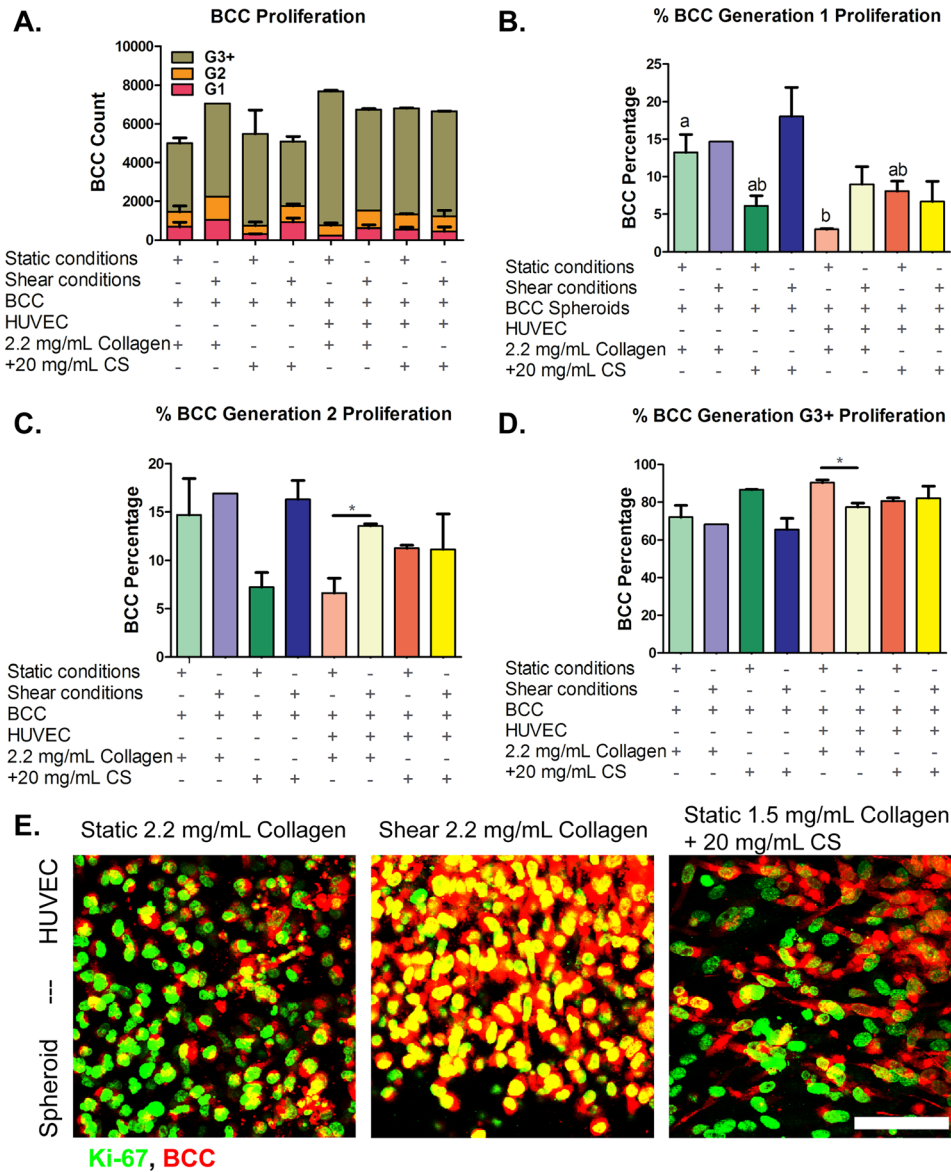 A.
BCC Proliferation
BCC Count
10000
8000
6000
4000
2000
0
G3+
G2
G1
Static conditions + - + - + - + -
Shear conditions - + - + - + - +
BCC + + + + + + + +
HUVEC - - - - + + + +
2.2 mg/mL Collagen + + - - + + - -
+20 mg/mL CS - - + + - - + +
B.
% BCC Generation 1 Proliferation
BCC Percentage
25
20
15
10
5
0
a
ab
b
ab
Static conditions + - + - + - + -
Shear conditions - + - + - + - +
BCC Spheroids + + + + + + + +
HUVEC - - - - + + + +
2.2 mg/mL Collagen + + - - + + - -
+20 mg/mL CS - - + + - - + +
C.
% BCC Generation 2 Proliferation
BCC Percentage
20
15
10
5
0
*
Static conditions + - + - + - + -
Shear conditions - + - + - + - +
BCC + + + + + + + +
HUVEC - - - - + + + +
2.2 mg/mL Collagen + + - - + + - -
+20 mg/mL CS - - + + - - + +
D.
% BCC Generation G3+ Proliferation
BCC Percentage
100
80
60
40
20
0
*
Static conditions + - + - + - + -
Shear conditions - + - + - + - +
BCC + + + + + + + +
HUVEC - - - - + + + +
2.2 mg/mL Collagen + + - - + + - -
+20 mg/mL CS - - + + - - + +
E.
Static 2.2 mg/mL Collagen
Shear 2.2 mg/mL Collagen
Static 1.5 mg/mL Collagen
+ 20 mg/mL CS
Spheroid --- HUVEC
Ki-67, BCC